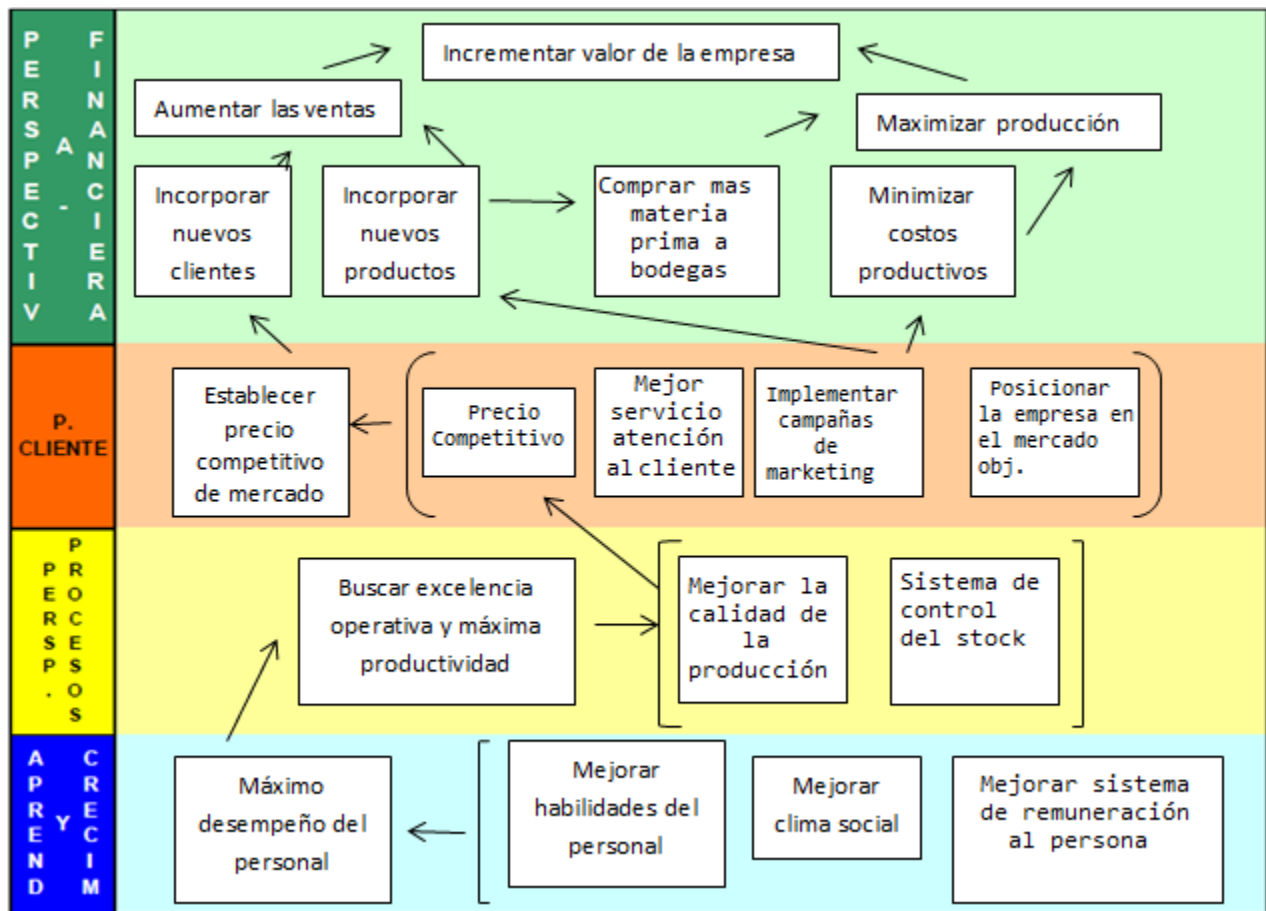 PERSPECTIVA - FINANCIERA
Incrementar valor de la empresa
Aumentar las ventas
Maximizar producción
Incorporar
nuevos
clientes
Incorporar
nuevos
productos
Comprar mas
materia
prima a
bodegas
Minimizar
costos
productivos
P.
CLIENTE
Establecer
precio
competitivo
de mercado
Precio
Competitivo
Mejor
servicio
atención
al cliente
Implementar
campañas
de
marketing
Posicionar
la empresa en
el mercado
obj.
PERSP.
PROCESOS
Buscar excelencia
operativa y máxima
productividad
Mejorar la
calidad de
la
producción
Sistema de
control
del stock
APREND
Y
CRECIM
Máximo
desempeño del
personal
Mejorar
habilidades del
personal
Mejorar
clima social
Mejorar sistema
de remuneración
al persona